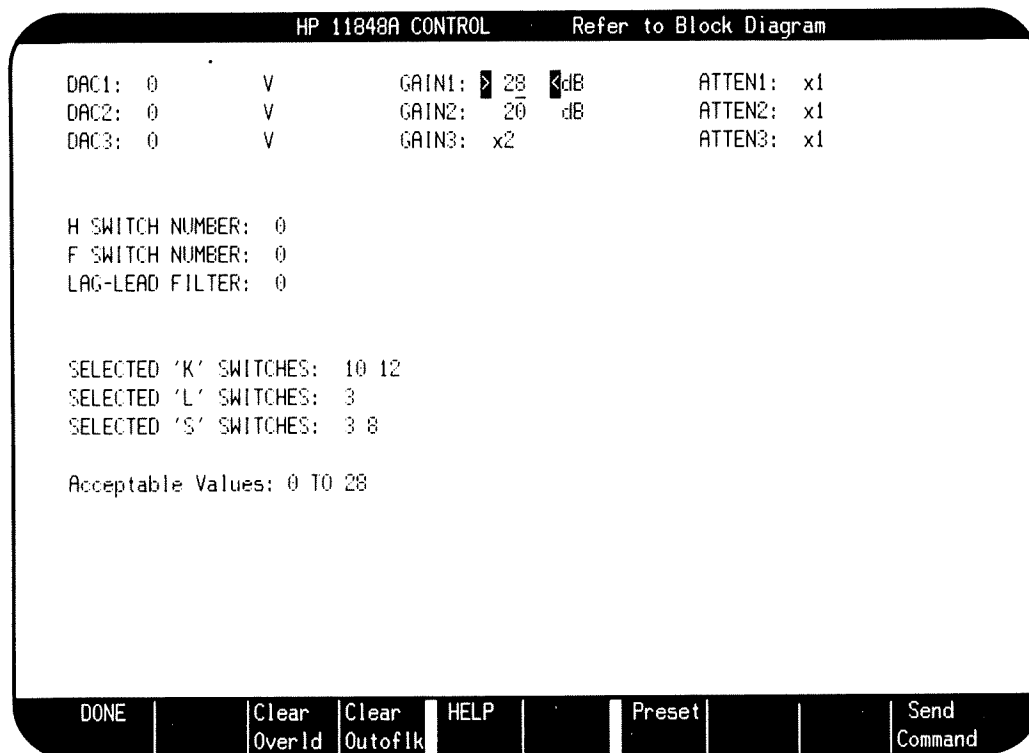 HP 11848A CONTROL Refer to Block Diagram
DAC1: 0 V GAIN1: > 28 <dB ATTEN1: x1
DAC2: 0 V GAIN2: 20 dB ATTEN2: x1
DAC3: 0 V GAIN3: x2 ATTEN3: x1
H SWITCH NUMBER: 0
F SWITCH NUMBER: 0
LAG-LEAD FILTER: 0
SELECTED 'K' SWITCHES: 10 12
SELECTED 'L' SWITCHES: 3
SELECTED 'S' SWITCHES: 3 8
Acceptable Values: 0 TO 28
DONE Clear Clear HELP Preset Send
Overld Outoflk Command